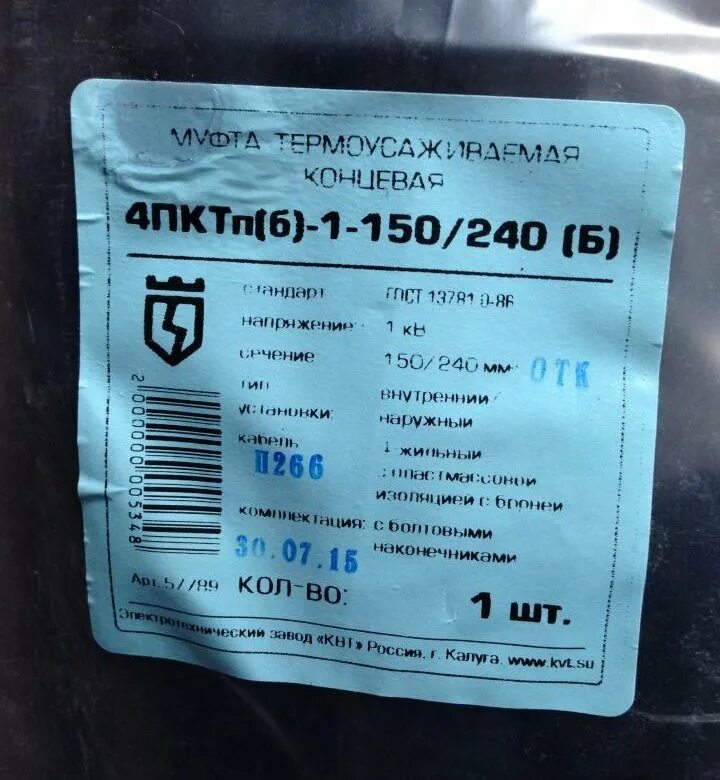 МУФТА ТЕРМОУСАЖИВАЕМАЯ
КОНЦЕВАЯ
4ПКТп(б)-1-150/240 (Б)
стандарт ГОСТ 13781.0-86
напряжение: 1 кВ
сечение 150/240 мм ОТК
тип внутренний/
установки: наружный
кабель 4 жильный
П266 с пластмассовой
изоляцией с броней
комплектация: с болтовыми
30.07.15 наконечниками
2000000005348
Арт. 57789 КОЛ-ВО: 1 шт.
Электротехнический завод «КВТ» Россия, г. Калуга, www.kvt.su